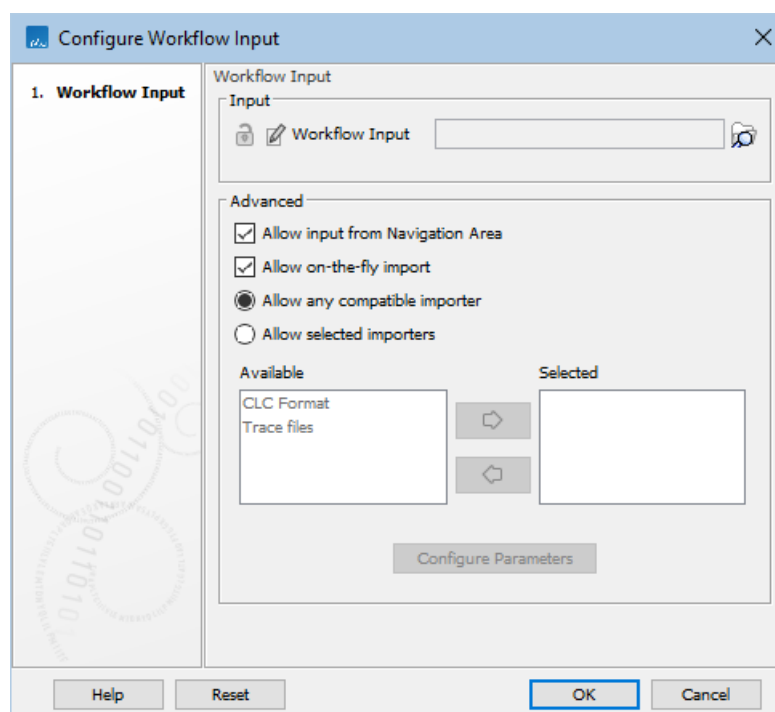 Configure Workflow Input
1. Workflow Input
Workflow Input
Input
Workflow Input
Advanced
Allow input from Navigation Area
Allow on-the-fly import
Allow any compatible importer
Allow selected importers
Available
Selected
CLC Format
Trace files
Configure Parameters
Help
Reset
OK
Cancel